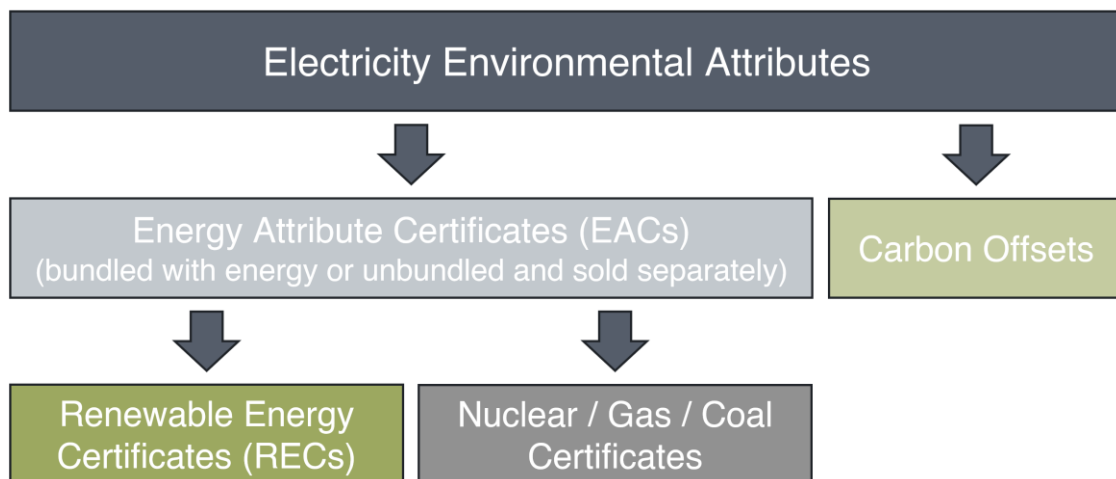 Electricity Environmental Attributes
Energy Attribute Certificates (EACs)
(bundled with energy or unbundled and sold separately)
Carbon Offsets
Renewable Energy
Certificates (RECs)
Nuclear / Gas / Coal
Certificates